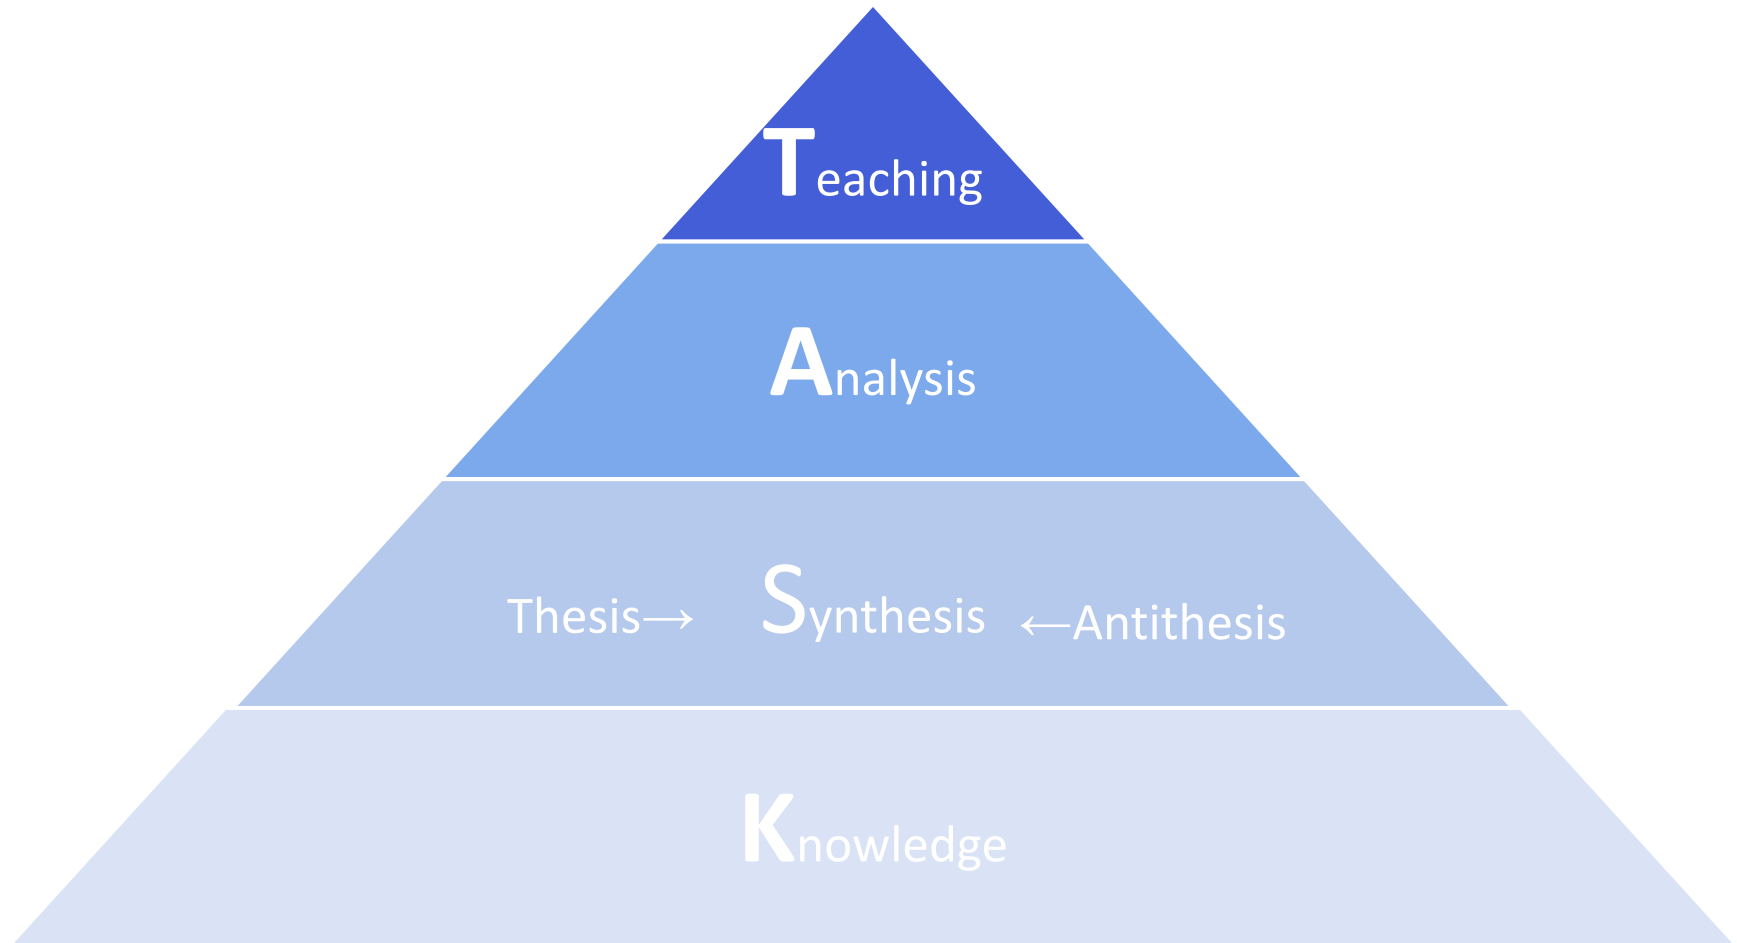 Teaching
Analysis
Thesis→ Synthesis ←Antithesis
Knowledge